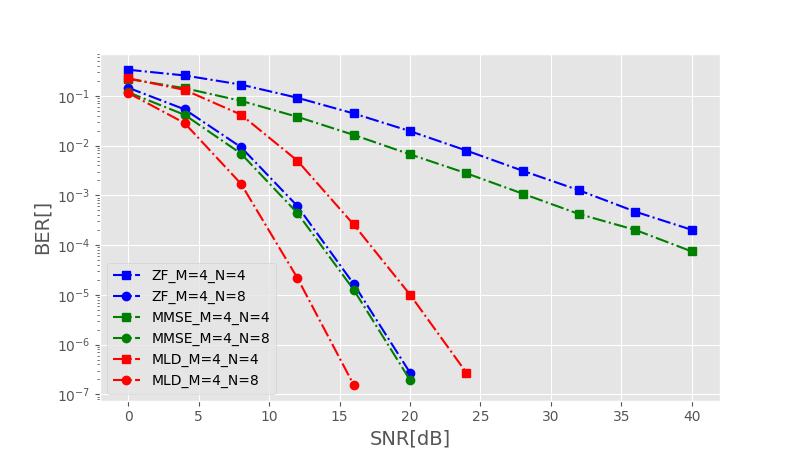 10⁻¹
10⁻²
10⁻³
10⁻⁴
10⁻⁵
10⁻⁶
10⁻⁷
BER[]
ZF_M=4_N=4
ZF_M=4_N=8
MMSE_M=4_N=4
MMSE_M=4_N=8
MLD_M=4_N=4
MLD_M=4_N=8
0 5 10 15 20 25 30 35 40
SNR[dB]